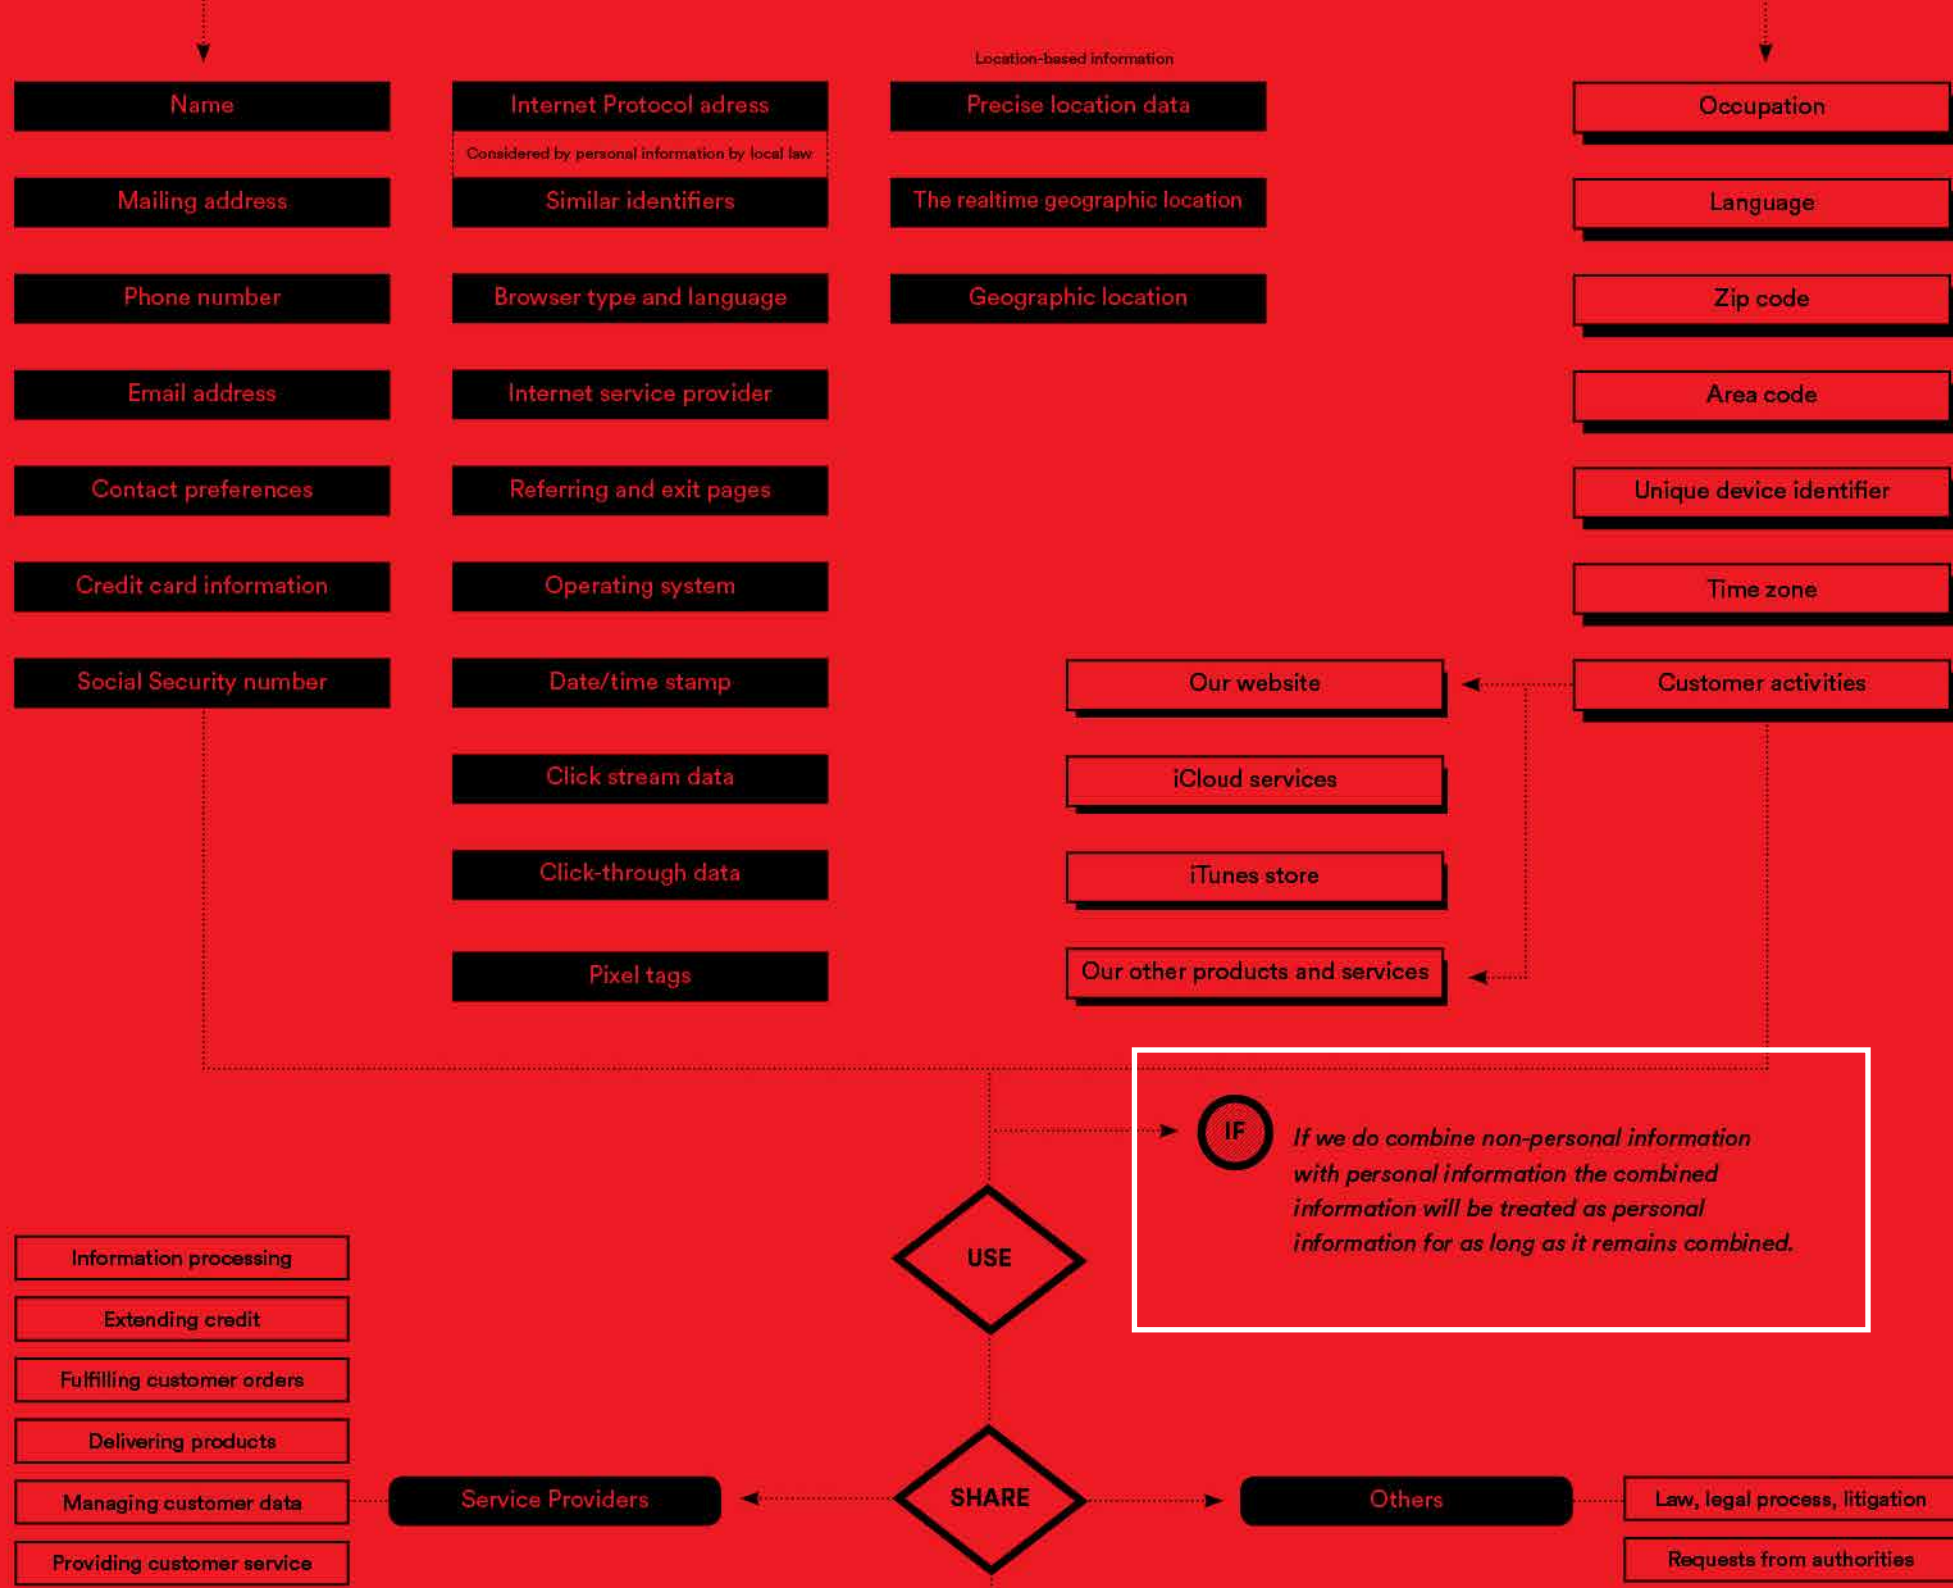 Location-based information
Name
Mailing address
Phone number
Email address
Contact preferences
Credit card information
Social Security number
Internet Protocol adress
Considered by personal information by local law
Similar identifiers
Browser type and language
Internet service provider
Referring and exit pages
Operating system
Date/time stamp
Click stream data
Click-through data
Pixel tags
Precise location data
The realtime geographic location
Geographic location
Occupation
Language
Zip code
Area code
Unique device identifier
Time zone
Customer activities
Our website
iCloud services
iTunes store
Our other products and services
IF
If we do combine non-personal information
with personal information the combined
information will be treated as personal
information for as long as it remains combined.
USE
Information processing
Extending credit
Fulfilling customer orders
Delivering products
Managing customer data
Providing customer service
Service Providers
SHARE
Others
Law, legal process, litigation
Requests from authorities